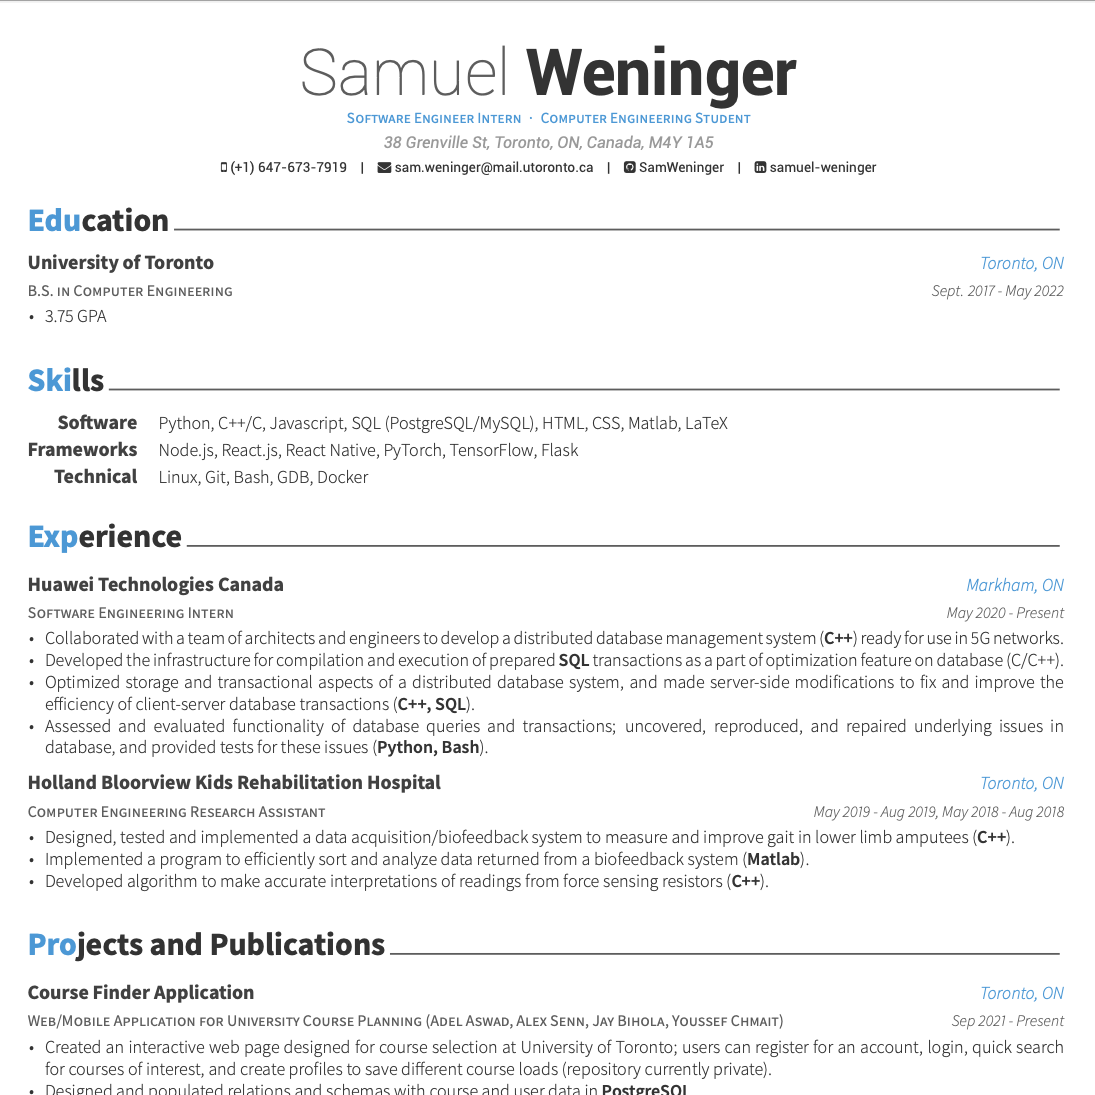 Samuel Weninger
Software Engineer Intern · Computer Engineering Student
38 Grenville St, Toronto, ON, Canada, M4Y 1A5
(+1) 647-673-7919 | sam.weninger@mail.utoronto.ca | SamWeninger | samuel-weninger
Education
University of Toronto Toronto, ON
B.S. in Computer Engineering Sept. 2017 - May 2022
• 3.75 GPA
Skills
Software Python, C++/C, Javascript, SQL (PostgreSQL/MySQL), HTML, CSS, Matlab, LaTeX
Frameworks Node.js, React.js, React Native, PyTorch, TensorFlow, Flask
Technical Linux, Git, Bash, GDB, Docker
Experience
Huawei Technologies Canada Markham, ON
Software Engineering Intern May 2020 - Present
• Collaborated with a team of architects and engineers to develop a distributed database management system (C++) ready for use in 5G networks.
• Developed the infrastructure for compilation and execution of prepared SQL transactions as a part of optimization feature on database (C/C++).
• Optimized storage and transactional aspects of a distributed database system, and made server-side modifications to fix and improve the
efficiency of client-server database transactions (C++, SQL).
• Assessed and evaluated functionality of database queries and transactions; uncovered, reproduced, and repaired underlying issues in
database, and provided tests for these issues (Python, Bash).
Holland Bloorview Kids Rehabilitation Hospital Toronto, ON
Computer Engineering Research Assistant May 2019 - Aug 2019, May 2018 - Aug 2018
• Designed, tested and implemented a data acquisition/biofeedback system to measure and improve gait in lower limb amputees (C++).
• Implemented a program to efficiently sort and analyze data returned from a biofeedback system (Matlab).
• Developed algorithm to make accurate interpretations of readings from force sensing resistors (C++).
Projects and Publications
Course Finder Application Toronto, ON
Web/Mobile Application for University Course Planning (Adel Aswad, Alex Senn, Jay Bihola, Youssef Chmait) Sep 2021 - Present
• Created an interactive web page designed for course selection at University of Toronto; users can register for an account, login, quick search
for courses of interest, and create profiles to save different course loads (repository currently private).
• Designed and populated relations and schemas with course and user data in PostgreSQL